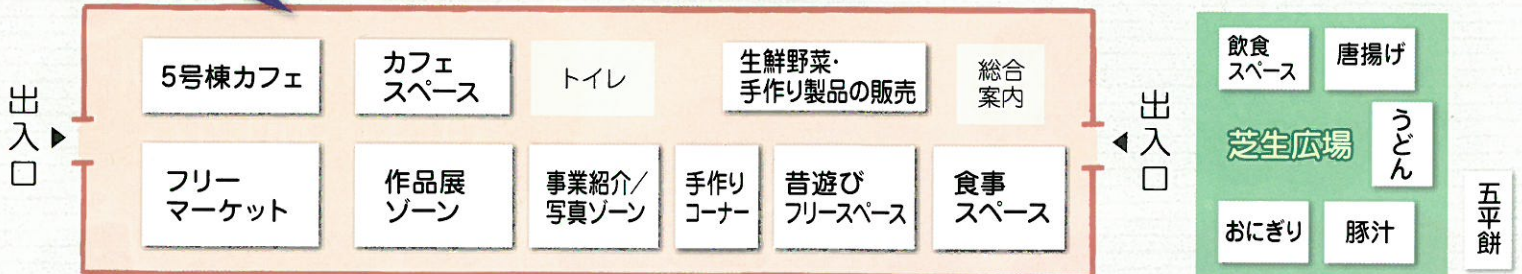 出入口
5号棟カフェ
カフェ
スペース
トイレ
生鮮野菜・
手作り製品の販売
総合
案内
フリー
マーケット
作品展
ゾーン
事業紹介/
写真ゾーン
手作り
コーナー
昔遊び
フリースペース
食事
スペース
出入口
飲食
スペース
唐揚げ
芝生広場
うどん
おにぎり
豚汁
五平餅